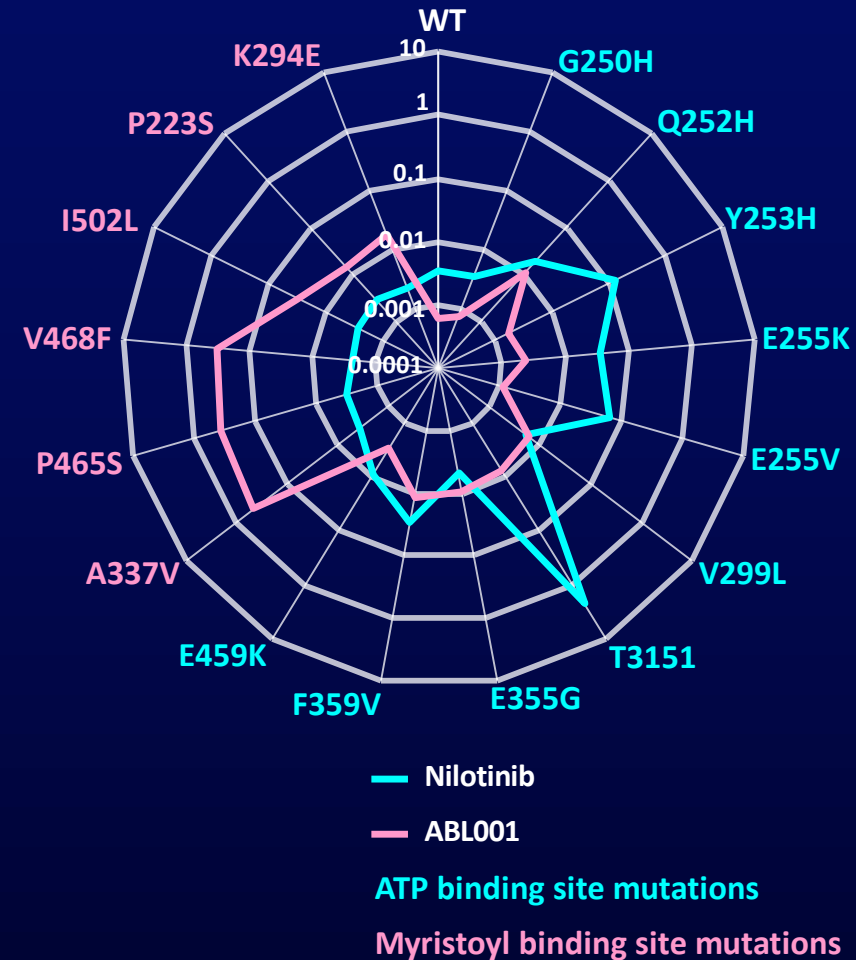 WT
G250H
Q252H
Y253H
E255K
E255V
V299L
T3151
E355G
F359V
E459K
A337V
P465S
V468F
I502L
P223S
K294E
10
1
0.1
0.01
0.001
0.0001
Nilotinib
ABL001
ATP binding site mutations
Myristoyl binding site mutations